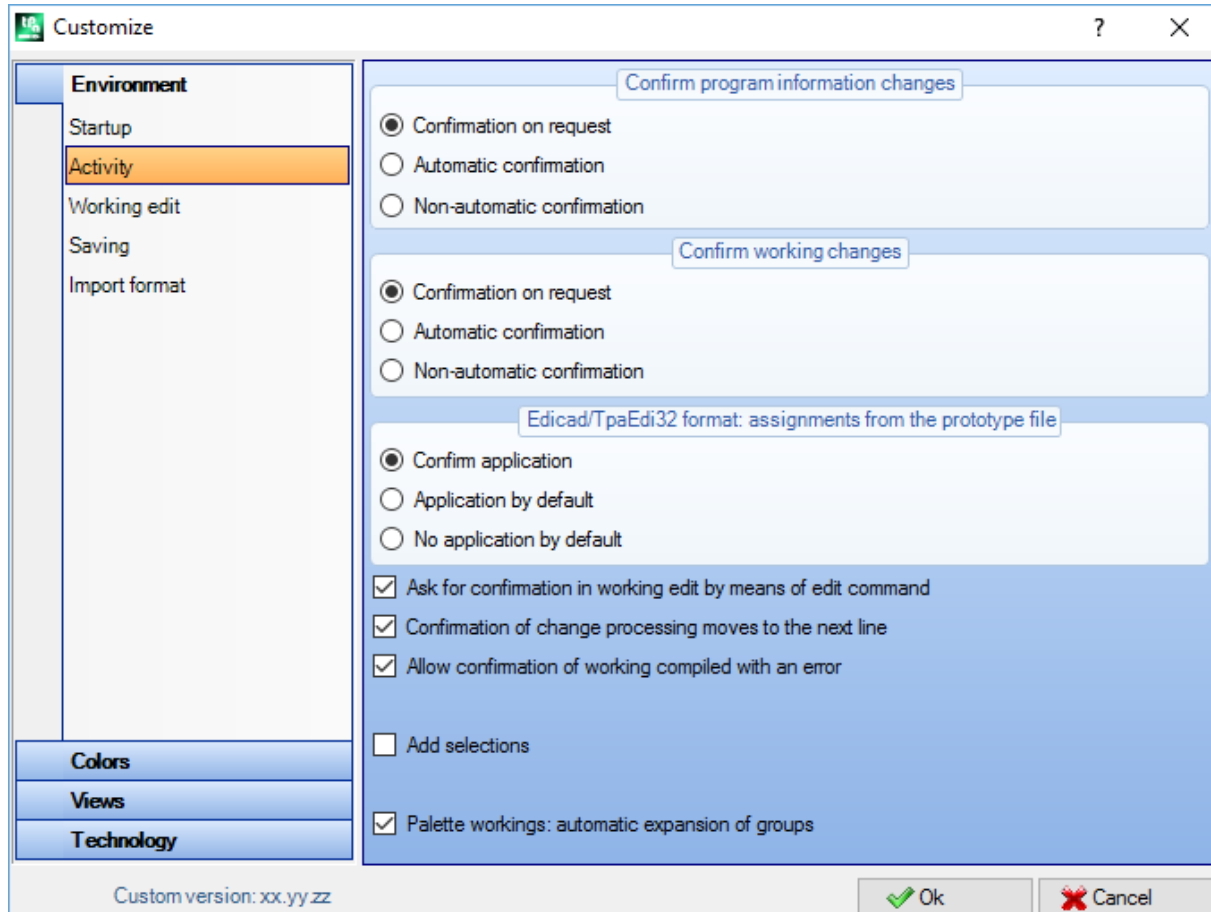 Customize
?
Environment
Startup
Activity
Working edit
Saving
Import format
Colors
Views
Technology
Confirm program information changes
Confirmation on request
Automatic confirmation
Non-automatic confirmation
Confirm working changes
Confirmation on request
Automatic confirmation
Non-automatic confirmation
Edicad/TpaEdi32 format: assignments from the prototype file
Confirm application
Application by default
No application by default
Ask for confirmation in working edit by means of edit command
Confirmation of change processing moves to the next line
Allow confirmation of working compiled with an error
Add selections
Palette workings: automatic expansion of groups
Custom version: xx.yy.zz
Ok
Cancel